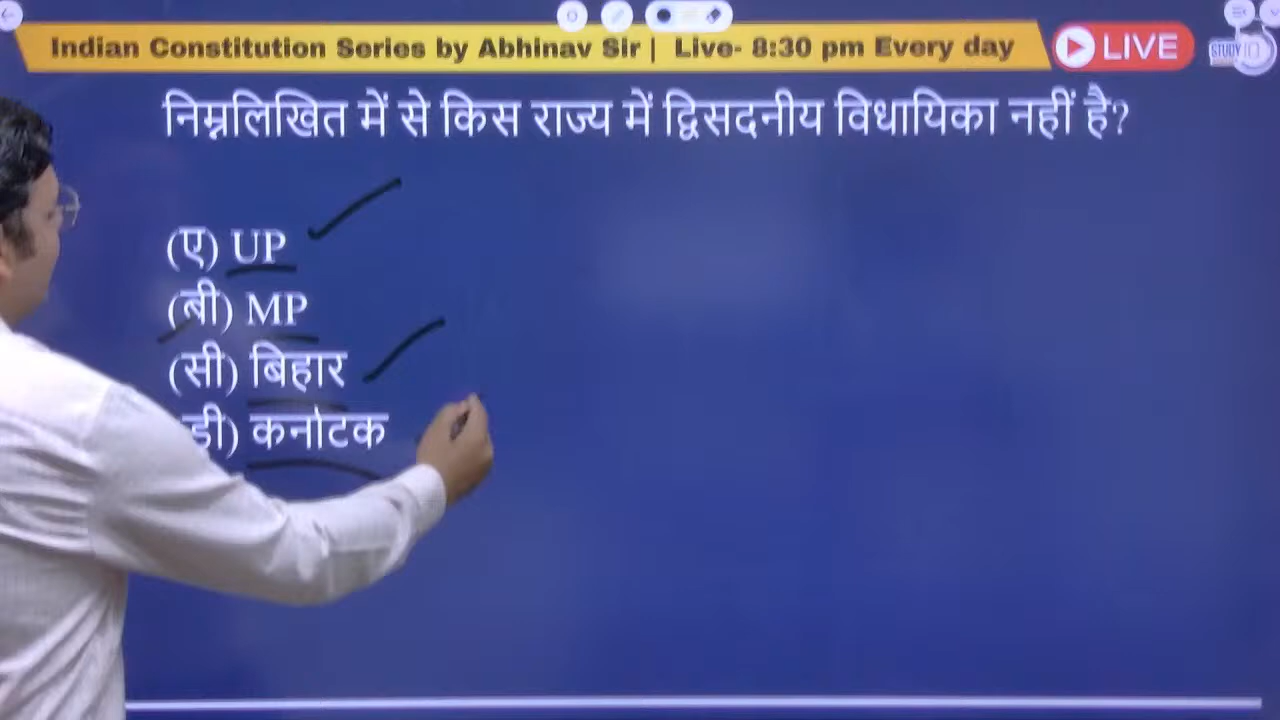 Indian Constitution Series by Abhinav Sir | Live- 8:30 pm Every day
LIVE
STUDY
निम्नलिखित में से किस राज्य में द्विसदनीय विधायिका नहीं है?
(ए) UP
(बी) MP
(सी) बिहार
डी) कर्नाटक